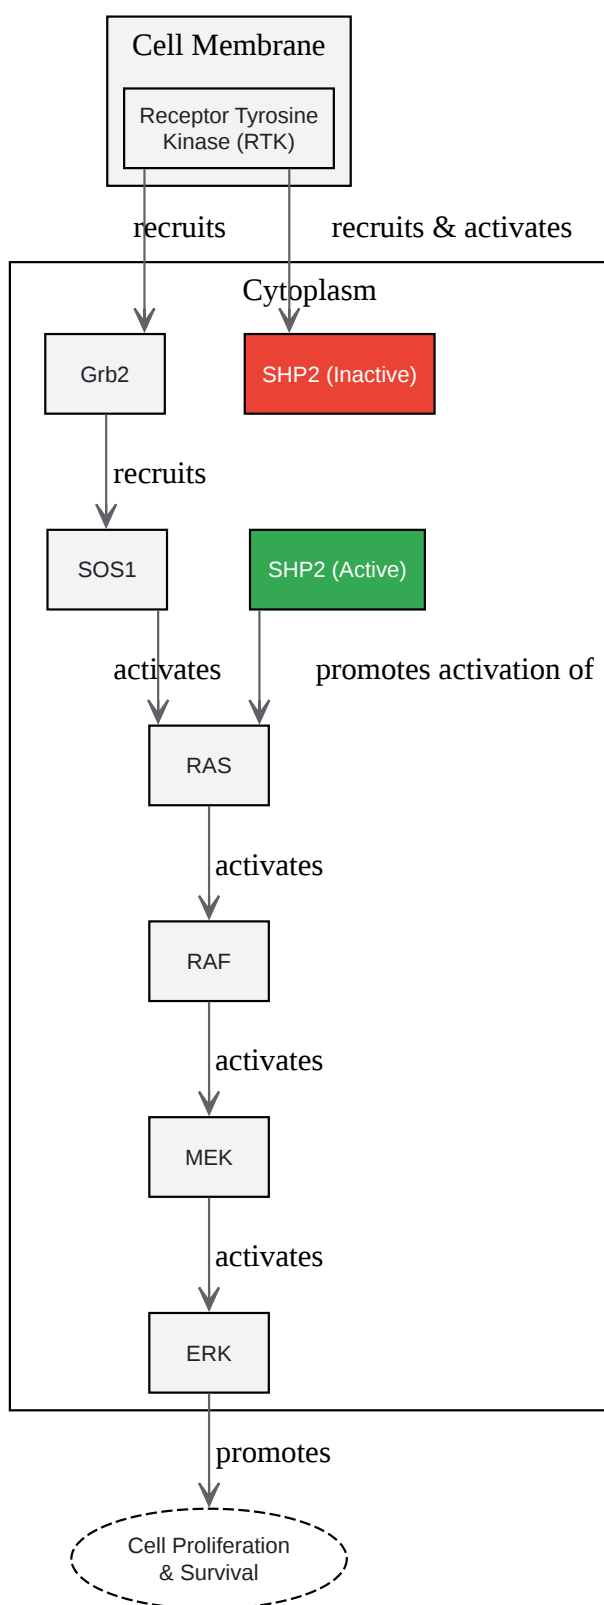 Cell Membrane
Receptor Tyrosine
Kinase (RTK)
recruits
recruits & activates
Cytoplasm
Grb2
SHP2 (Inactive)
recruits
SOS1
SHP2 (Active)
activates
promotes activation of
RAS
activates
RAF
activates
MEK
activates
ERK
promotes
Cell Proliferation
& Survival